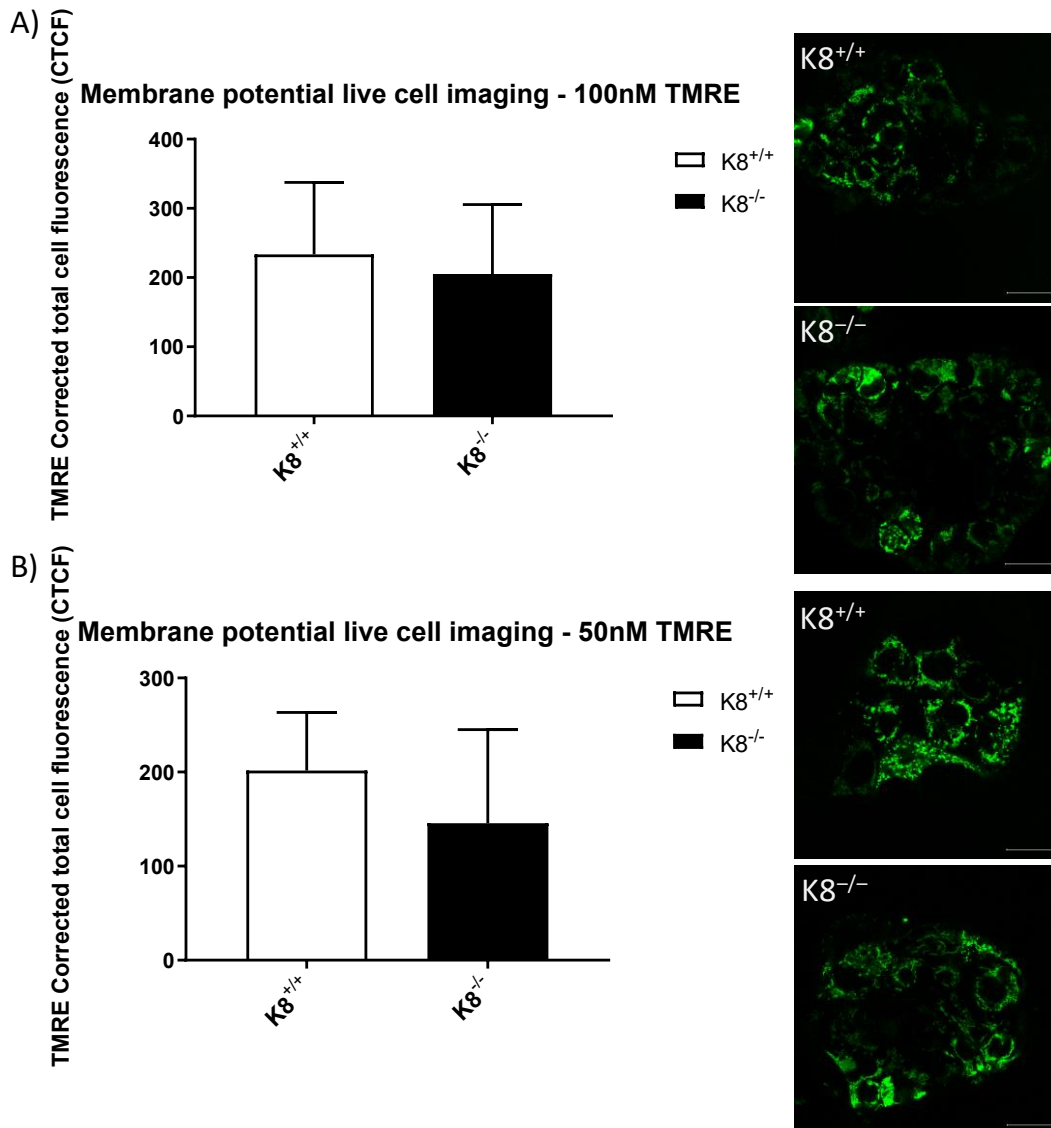 A)
TMRE Corrected total cell fluorescence (CTCF)
Membrane potential live cell imaging - 100nM TMRE
400
300
200
100
0
K8+/+
K8-/-
K8+/+
K8-/-
K8+/+
K8–/–
B)
TMRE Corrected total cell fluorescence (CTCF)
Membrane potential live cell imaging - 50nM TMRE
300
200
100
0
K8+/+
K8-/-
K8+/+
K8-/-
K8+/+
K8–/–